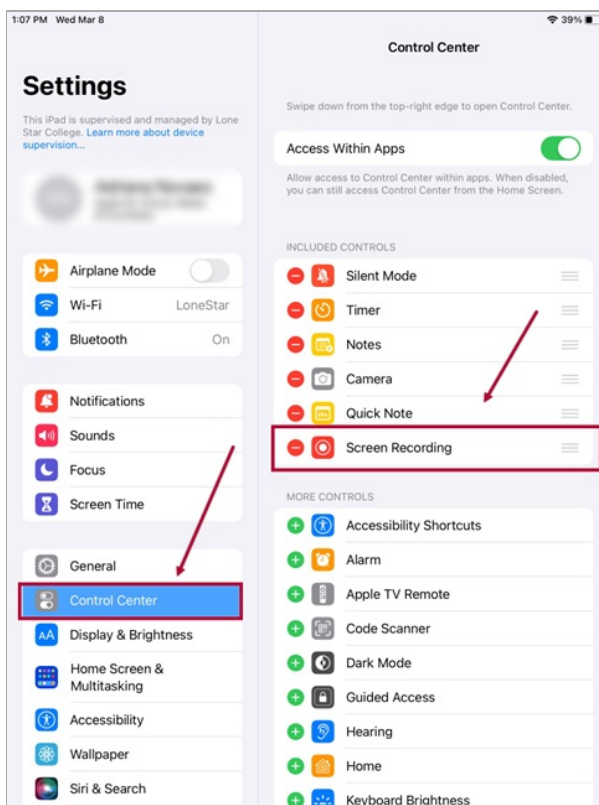 1:07 PM Wed Mar 8
39%
Settings
This iPad is supervised and managed by Lone
Star College. Learn more about device
supervision...
Airplane Mode
Wi-Fi LoneStar
Bluetooth On
Notifications
Sounds
Focus
Screen Time
General
Control Center
AA Display & Brightness
Home Screen &
Multitasking
Accessibility
Wallpaper
Siri & Search
Control Center
Swipe down from the top-right edge to open Control Center.
Access Within Apps
Allow access to Control Center within apps. When disabled,
you can still access Control Center from the Home Screen.
INCLUDED CONTROLS
Silent Mode
Timer
Notes
Camera
Quick Note
Screen Recording
MORE CONTROLS
Accessibility Shortcuts
Alarm
Apple TV Remote
Code Scanner
Dark Mode
Guided Access
Hearing
Home
Keyboard Brightness